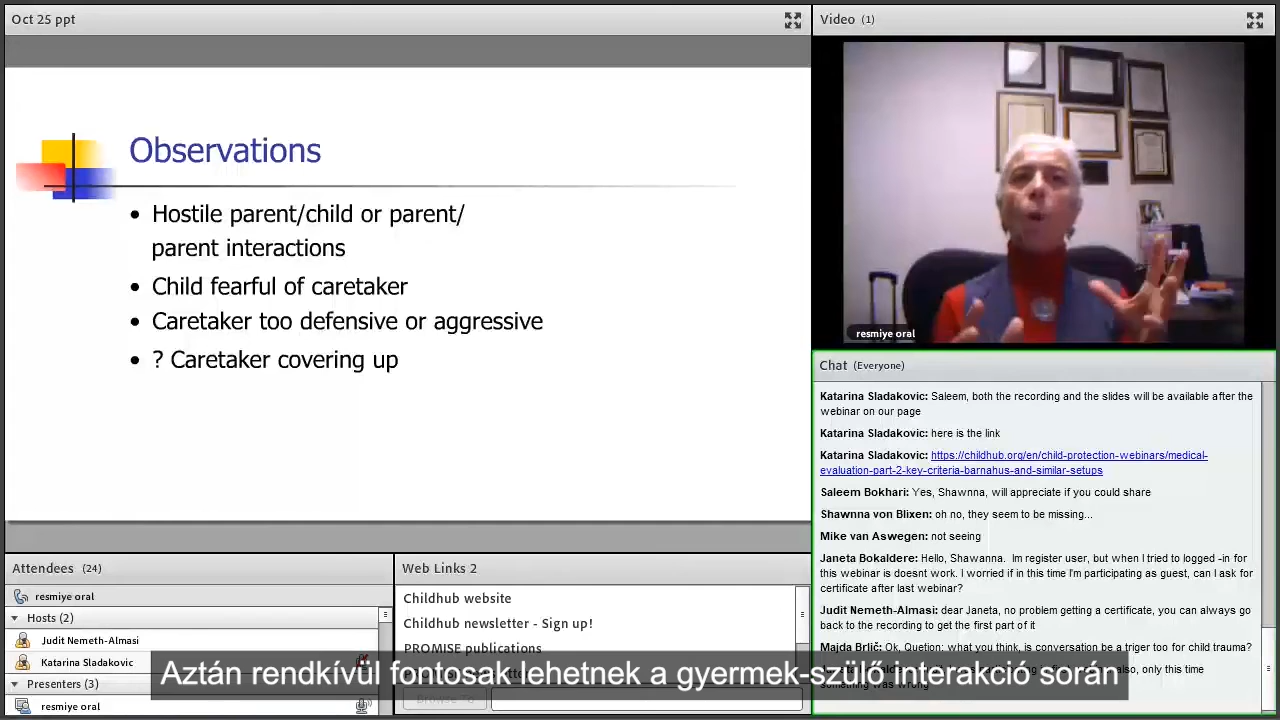 Oct 25 ppt
Observations
• Hostile parent/child or parent/
parent interactions
• Child fearful of caretaker
• Caretaker too defensive or aggressive
• ? Caretaker covering up
Video (1)
resmiye oral
Chat (Everyone)
Katarina Sladakovic: Saleem, both the recording and the slides will be available after the
webinar on our page
Katarina Sladakovic: here is the link
Katarina Sladakovic: https://childhub.org/en/child-protection-webinars/medical-
evaluation-part-2-key-criteria-barnahus-and-similar-setups
Saleem Bokhari: Yes, Shawnna, will appreciate if you could share
Shawnna von Blixen: oh no, they seem to be missing...
Mike van Aswegen: not seeing
Janeta Bokaldere: Hello, Shawanna. Im register user, but when I tried to logged -in for
this webinar is doesnt work. I worried if in this time I'm participating as guest, can I ask for
certificate after last webinar?
Judit Nemeth-Almasi: dear Janeta, no problem getting a certificate, you can always go
back to the recording to get the first part of it
Majda Brlič: Ok, Quetion: what you think, is conversation be a triger too for child trauma?
also, only this time
something was wrong
Attendees (24)
resmiye oral
Hosts (2)
Judit Nemeth-Almasi
Katarina Sladakovic
Presenters (3)
resmiye oral
Web Links 2
Childhub website
Childhub newsletter - Sign up!
PROMISE publications
Browse To
Aztán rendkívül fontosak lehetnek a gyermek-szülő interakció során